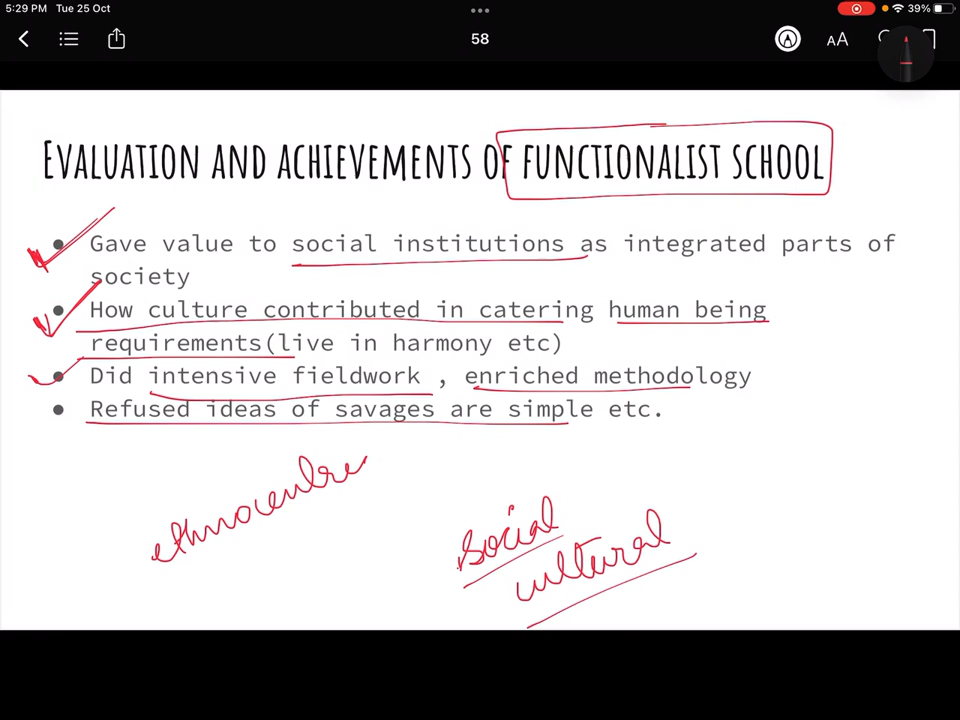 5:29 PM Tue 25 Oct
39%
58
AA
EVALUATION AND ACHIEVEMENTS OF FUNCTIONALIST SCHOOL
● Gave value to social institutions as integrated parts of
society
● How culture contributed in catering human being
requirements(live in harmony etc)
● Did intensive fieldwork , enriched methodology
● Refused ideas of savages are simple etc.
ethnocentre
social
cultural